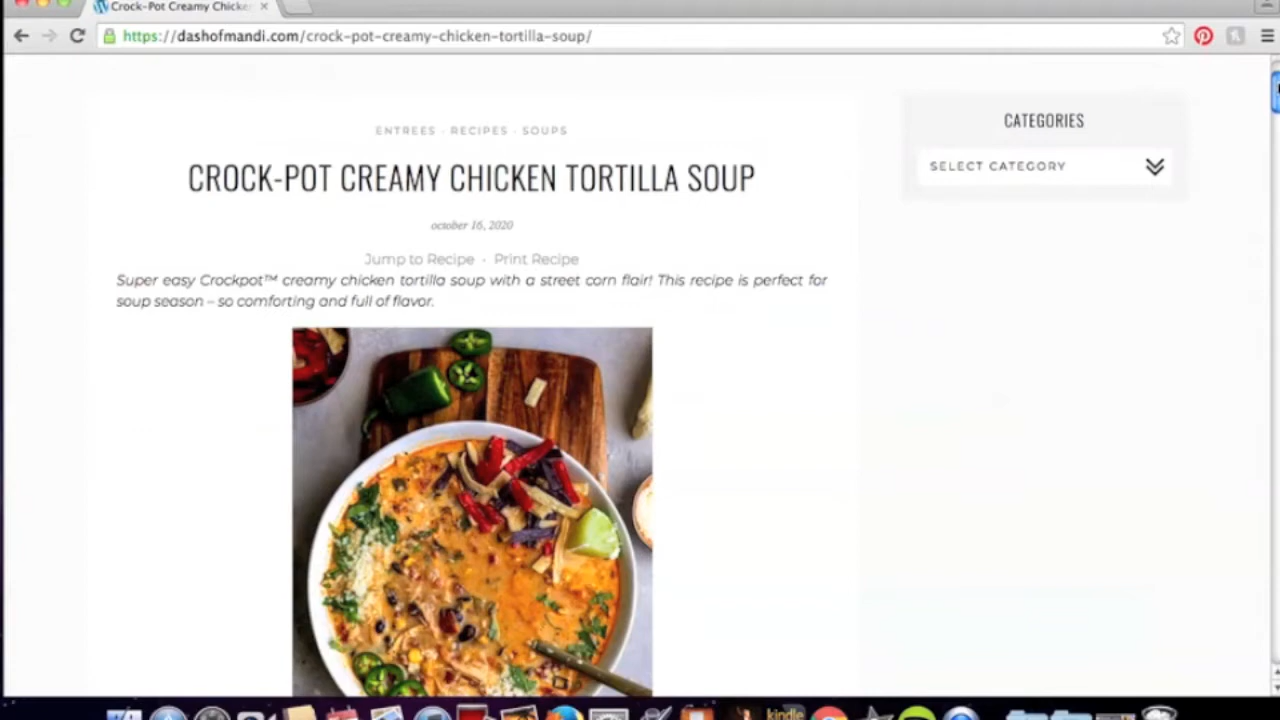 Crock-Pot Creamy Chicke
https://dashofmandi.com/crock-pot-creamy-chicken-tortilla-soup/
ENTREES · RECIPES · SOUPS
CROCK-POT CREAMY CHICKEN TORTILLA SOUP
october 16, 2020
Jump to Recipe · Print Recipe
Super easy Crockpot™ creamy chicken tortilla soup with a street corn flair! This recipe is perfect for
soup season – so comforting and full of flavor.
CATEGORIES
SELECT CATEGORY
kindle